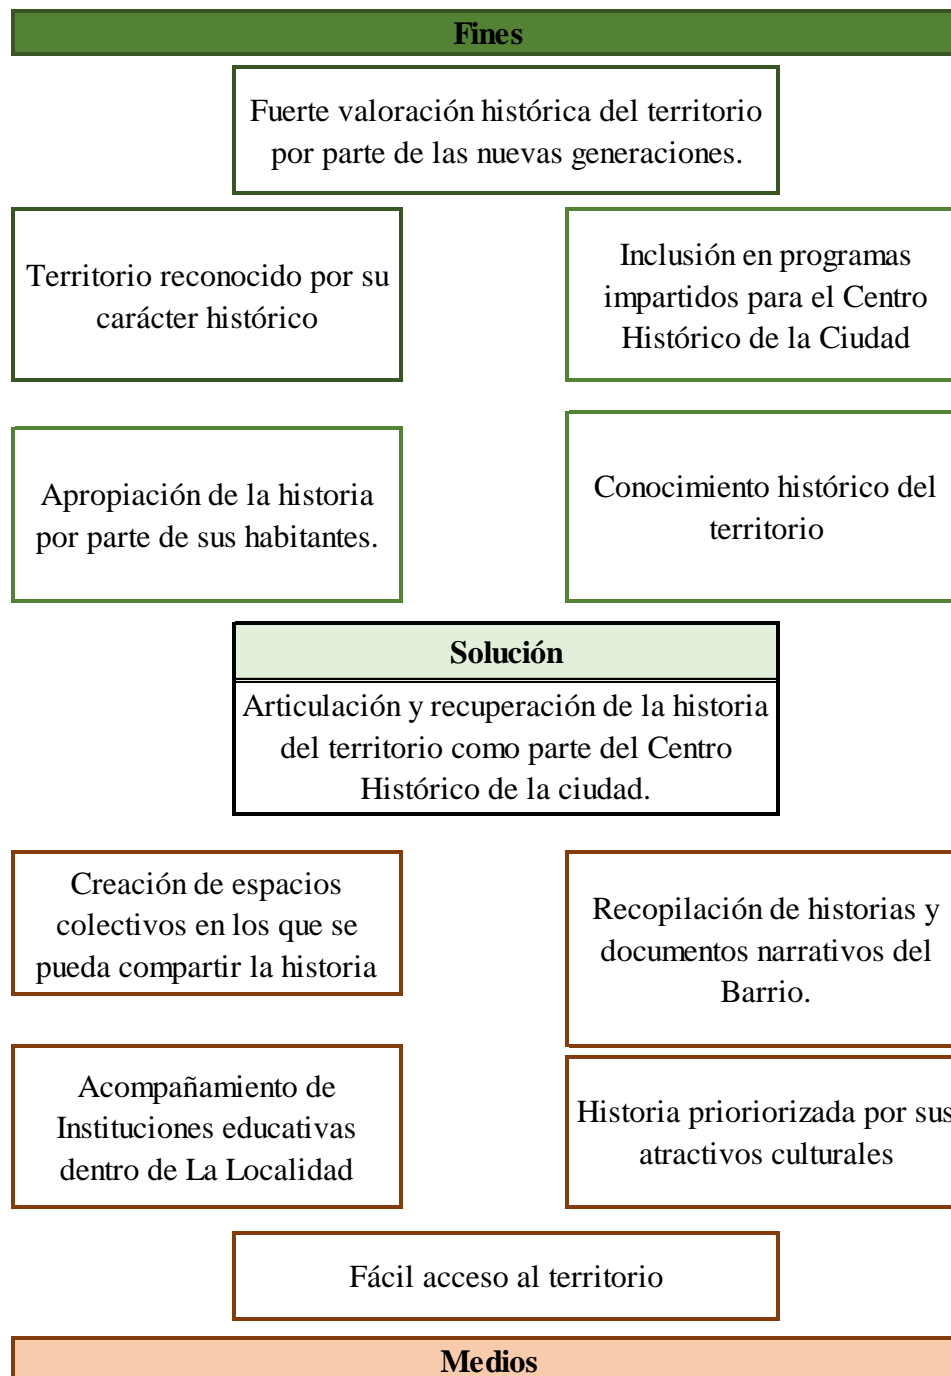 Fines
Fuerte valoración histórica del territorio
por parte de las nuevas generaciones.
Territorio reconocido por su
carácter histórico
Inclusión en programas
impartidos para el Centro
Histórico de la Ciudad
Apropiación de la historia
por parte de sus habitantes.
Conocimiento histórico del
territorio
Solución
Articulación y recuperación de la historia
del territorio como parte del Centro
Histórico de la ciudad.
Creación de espacios
colectivos en los que se
pueda compartir la historia
Recopilación de historias y
documentos narrativos del
Barrio.
Acompañamiento de
Instituciones educativas
dentro de La Localidad
Historia prioriorizada por sus
atractivos culturales
Fácil acceso al territorio
Medios